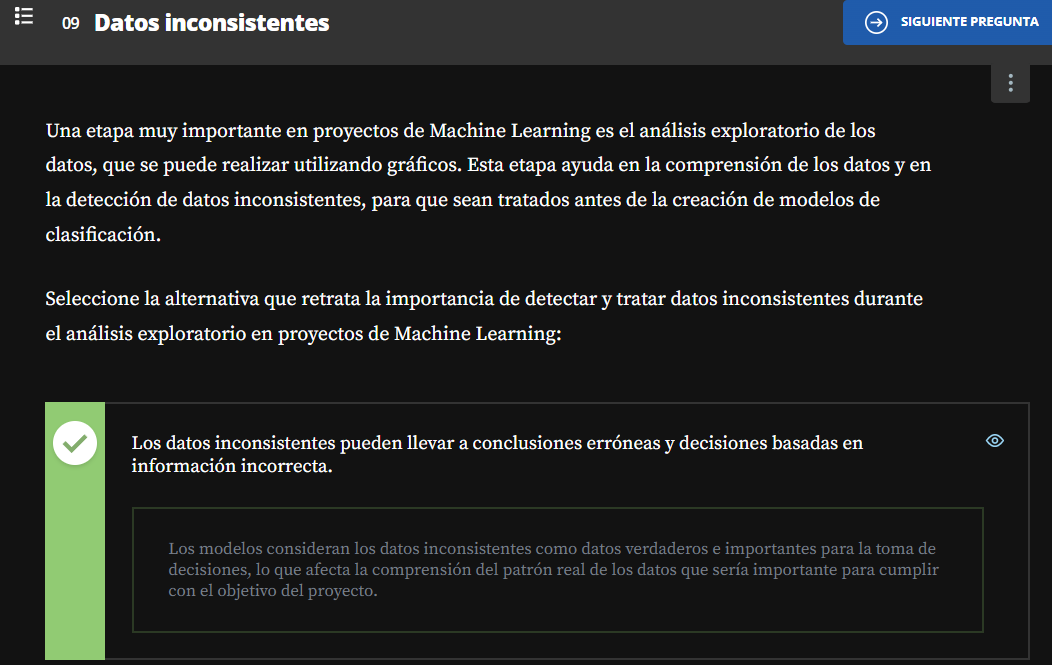 09 Datos inconsistentes
SIGUIENTE PREGUNTA
Una etapa muy importante en proyectos de Machine Learning es el análisis exploratorio de los
datos, que se puede realizar utilizando gráficos. Esta etapa ayuda en la comprensión de los datos y en
la detección de datos inconsistentes, para que sean tratados antes de la creación de modelos de
clasificación.
Seleccione la alternativa que retrata la importancia de detectar y tratar datos inconsistentes durante
el análisis exploratorio en proyectos de Machine Learning:
Los datos inconsistentes pueden llevar a conclusiones erróneas y decisiones basadas en
información incorrecta.
Los modelos consideran los datos inconsistentes como datos verdaderos e importantes para la toma de
decisiones, lo que afecta la comprensión del patrón real de los datos que sería importante para cumplir
con el objetivo del proyecto.